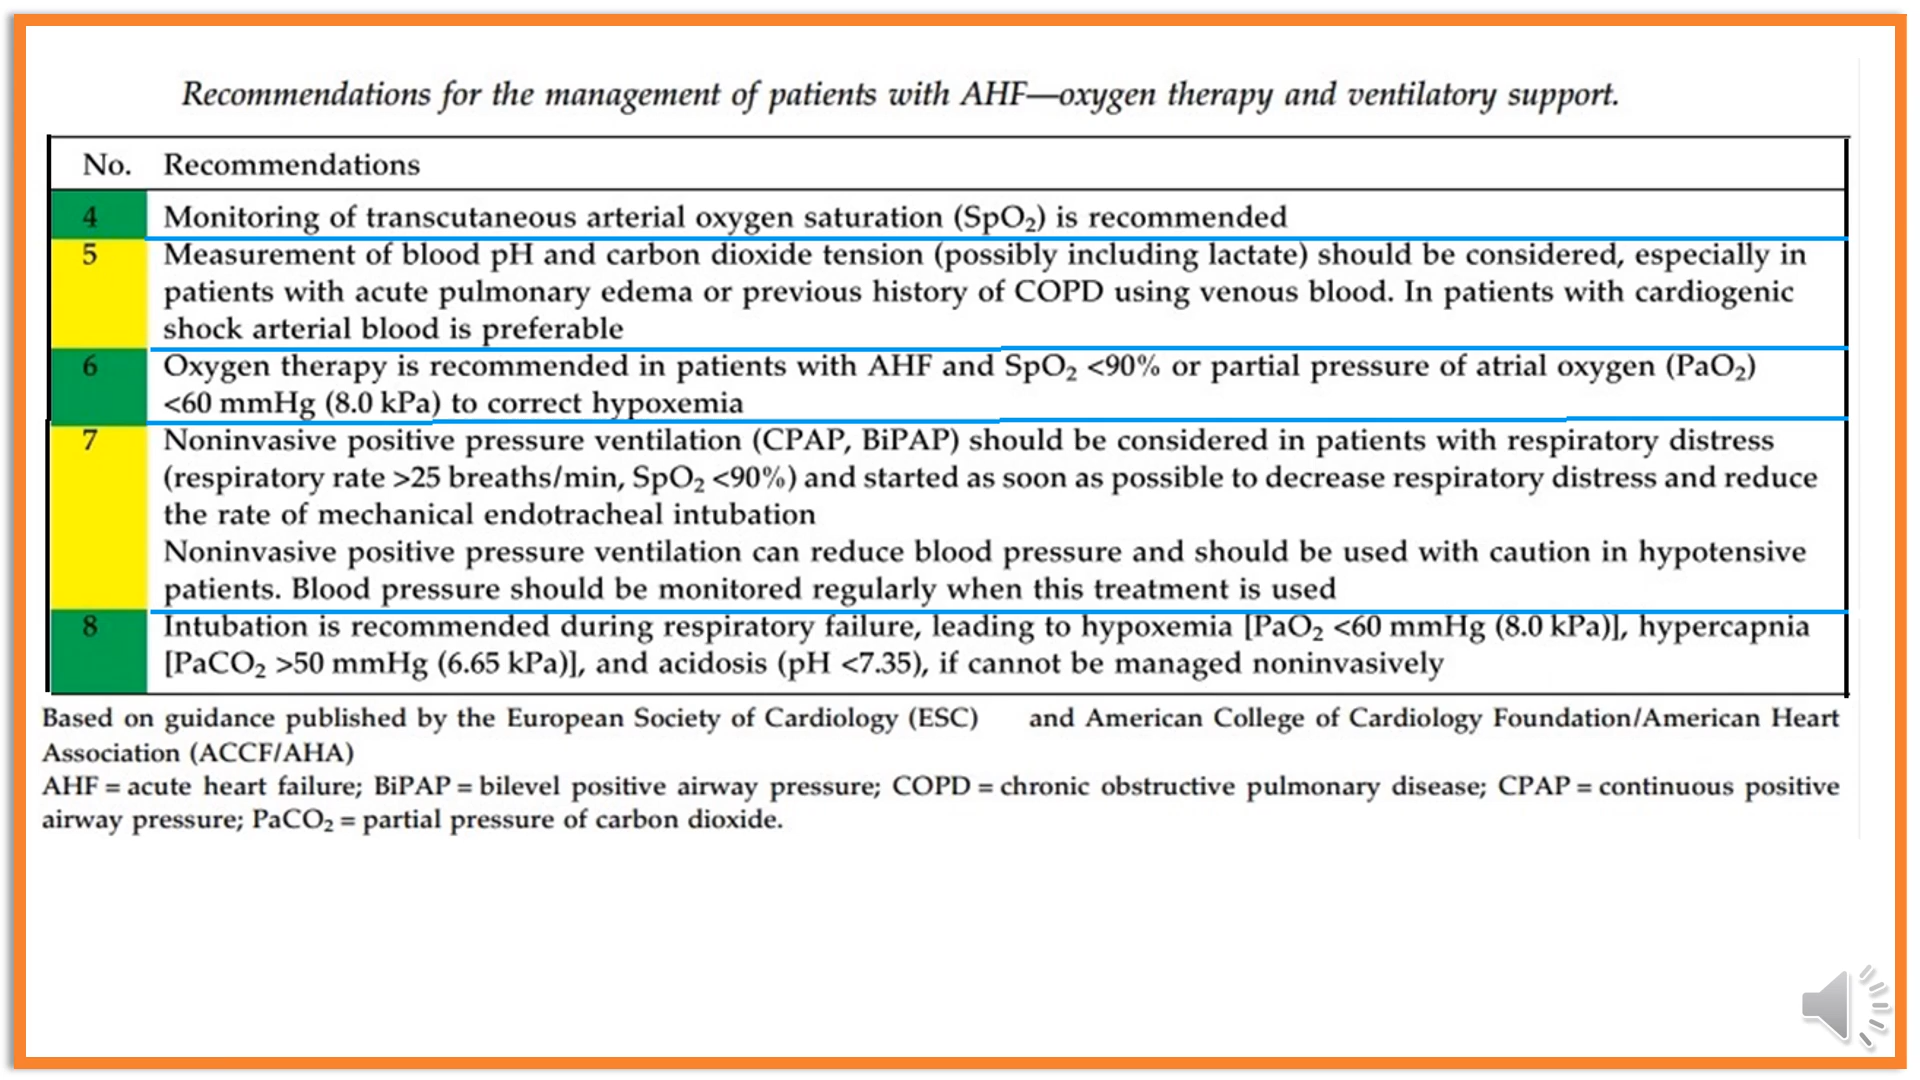 Recommendations for the management of patients with AHF—oxygen therapy and ventilatory support.
No. Recommendations
4 Monitoring of transcutaneous arterial oxygen saturation (SpO₂) is recommended
5 Measurement of blood pH and carbon dioxide tension (possibly including lactate) should be considered, especially in
patients with acute pulmonary edema or previous history of COPD using venous blood. In patients with cardiogenic
shock arterial blood is preferable
6 Oxygen therapy is recommended in patients with AHF and SpO₂ <90% or partial pressure of atrial oxygen (PaO₂)
<60 mmHg (8.0 kPa) to correct hypoxemia
7 Noninvasive positive pressure ventilation (CPAP, BiPAP) should be considered in patients with respiratory distress
(respiratory rate >25 breaths/min, SpO₂ <90%) and started as soon as possible to decrease respiratory distress and reduce
the rate of mechanical endotracheal intubation
Noninvasive positive pressure ventilation can reduce blood pressure and should be used with caution in hypotensive
patients. Blood pressure should be monitored regularly when this treatment is used
8 Intubation is recommended during respiratory failure, leading to hypoxemia [PaO₂ <60 mmHg (8.0 kPa)], hypercapnia
[PaCO₂ >50 mmHg (6.65 kPa)], and acidosis (pH <7.35), if cannot be managed noninvasively
Based on guidance published by the European Society of Cardiology (ESC) and American College of Cardiology Foundation/American Heart
Association (ACCF/AHA)
AHF = acute heart failure; BiPAP = bilevel positive airway pressure; COPD = chronic obstructive pulmonary disease; CPAP = continuous positive
airway pressure; PaCO₂ = partial pressure of carbon dioxide.